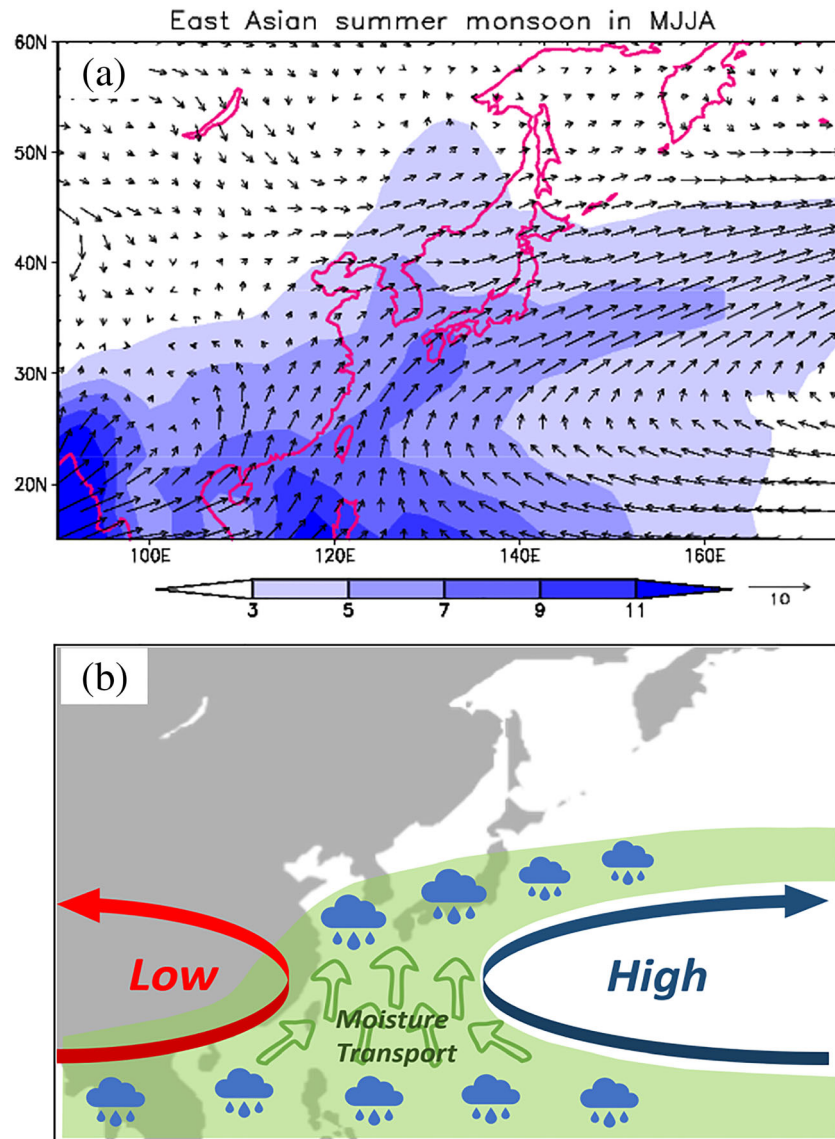 East Asian summer monsoon in MJJA
(a)
60N
50N
40N
30N
20N
100E 120E 140E 160E
3 5 7 9 11 10
(b)
Low High
Moisture
Transport